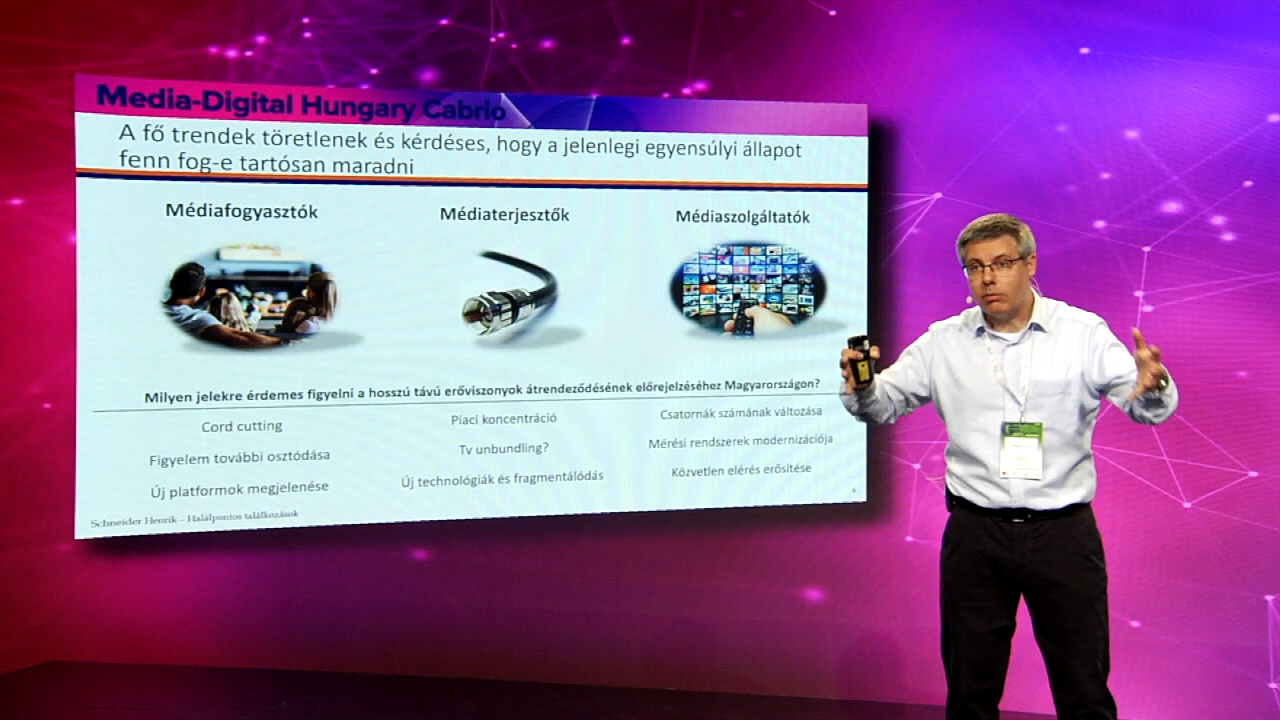 Media-Digital Hungary Cabrio
A fő trendek töretlenek és kérdéses, hogy a jelenlegi egyensúlyi állapot
fenn fog-e tartósan maradni
Médiafogyasztók Médiaterjesztők Médiaszolgáltatók
Milyen jelekre érdemes figyelni a hosszú távú erőviszonyok átrendeződésének előrejelzéséhez Magyarországon?
Cord cutting Piaci koncentráció Csatornák számának változása
Figyelem további osztódása Tv unbundling? Mérési rendszerek modernizációja
Új platformok megjelenése Új technológiák és fragmentálódás Közvetlen elérés erősítése
Schneider Henrik – Halálpontos találkozások